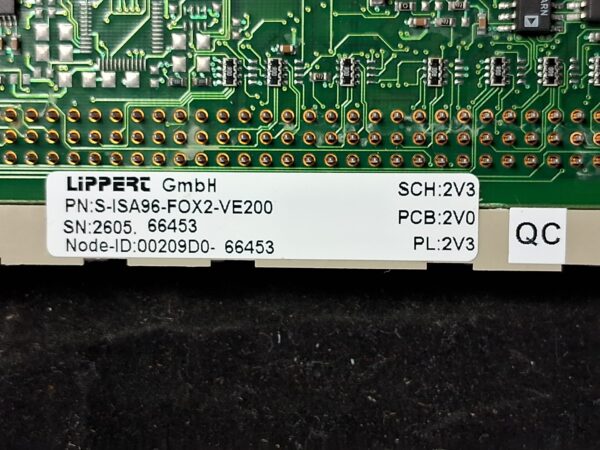 LiPPERT GmbH
PN:S-ISA96-FOX2-VE200
SN:2605. 66453
Node-ID:00209D0- 66453
SCH:2V3
PCB:2V0
PL:2V3
QC